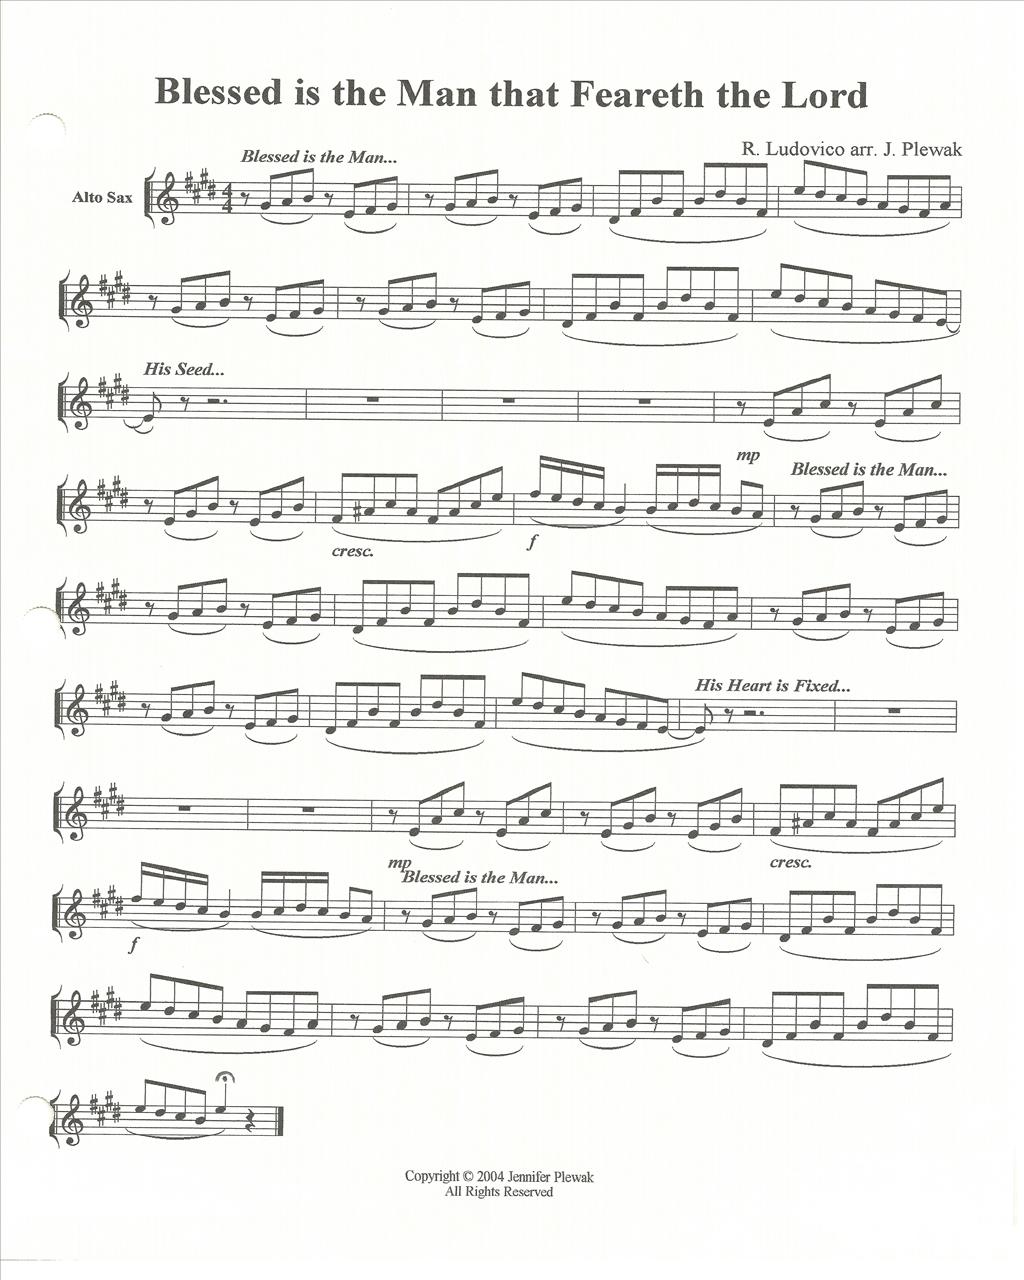 Blessed is the Man that Feareth the Lord
R. Ludovico arr. J. Plewak
Blessed is the Man...
Alto Sax
His Seed...
mp
Blessed is the Man...
cresc.
f
His Heart is Fixed...
mp
cresc.
Blessed is the Man...
f
Copyright © 2004 Jennifer Plewak
All Rights Reserved